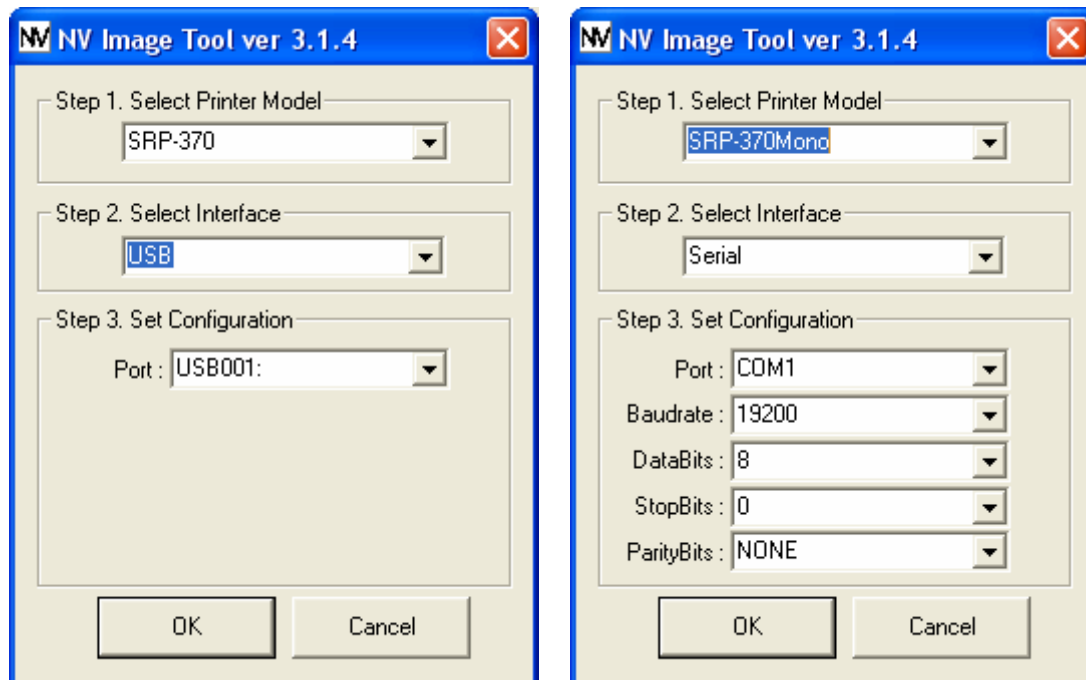 NV NV Image Tool ver 3.1.4
Step 1. Select Printer Model
SRP-370
Step 2. Select Interface
USB
Step 3. Set Configuration
Port : USB001:
OK Cancel
NV NV Image Tool ver 3.1.4
Step 1. Select Printer Model
SRP-370Mono
Step 2. Select Interface
Serial
Step 3. Set Configuration
Port : COM1
Baudrate : 19200
DataBits : 8
StopBits : 0
ParityBits : NONE
OK Cancel